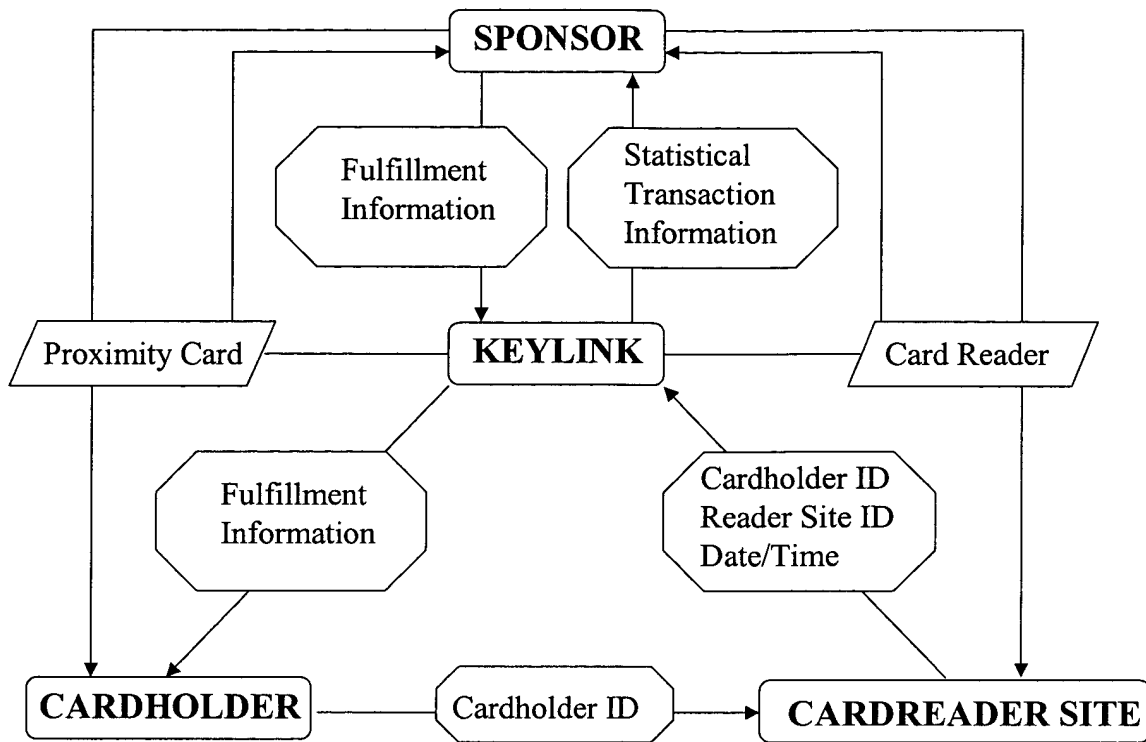 SPONSOR
Fulfillment
Information
Statistical
Transaction
Information
Proximity Card
KEYLINK
Card Reader
Fulfillment
Information
Cardholder ID
Reader Site ID
Date/Time
CARDHOLDER
Cardholder ID
CARDREADER SITE